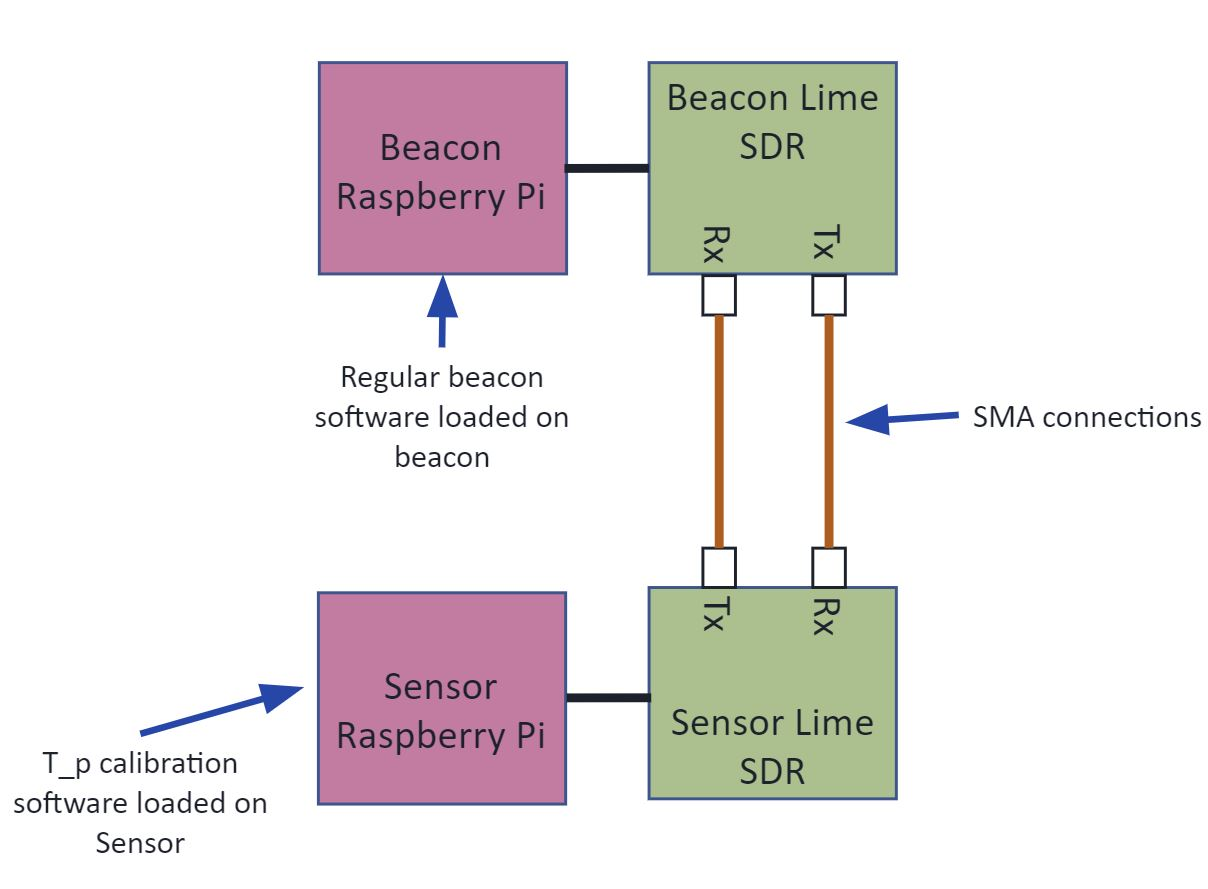 Beacon Lime
SDR
Beacon
Raspberry Pi
Rx
Tx
Regular beacon
software loaded on
beacon
SMA connections
Tx
Rx
Sensor
Raspberry Pi
Sensor Lime
SDR
T_p calibration
software loaded on
Sensor